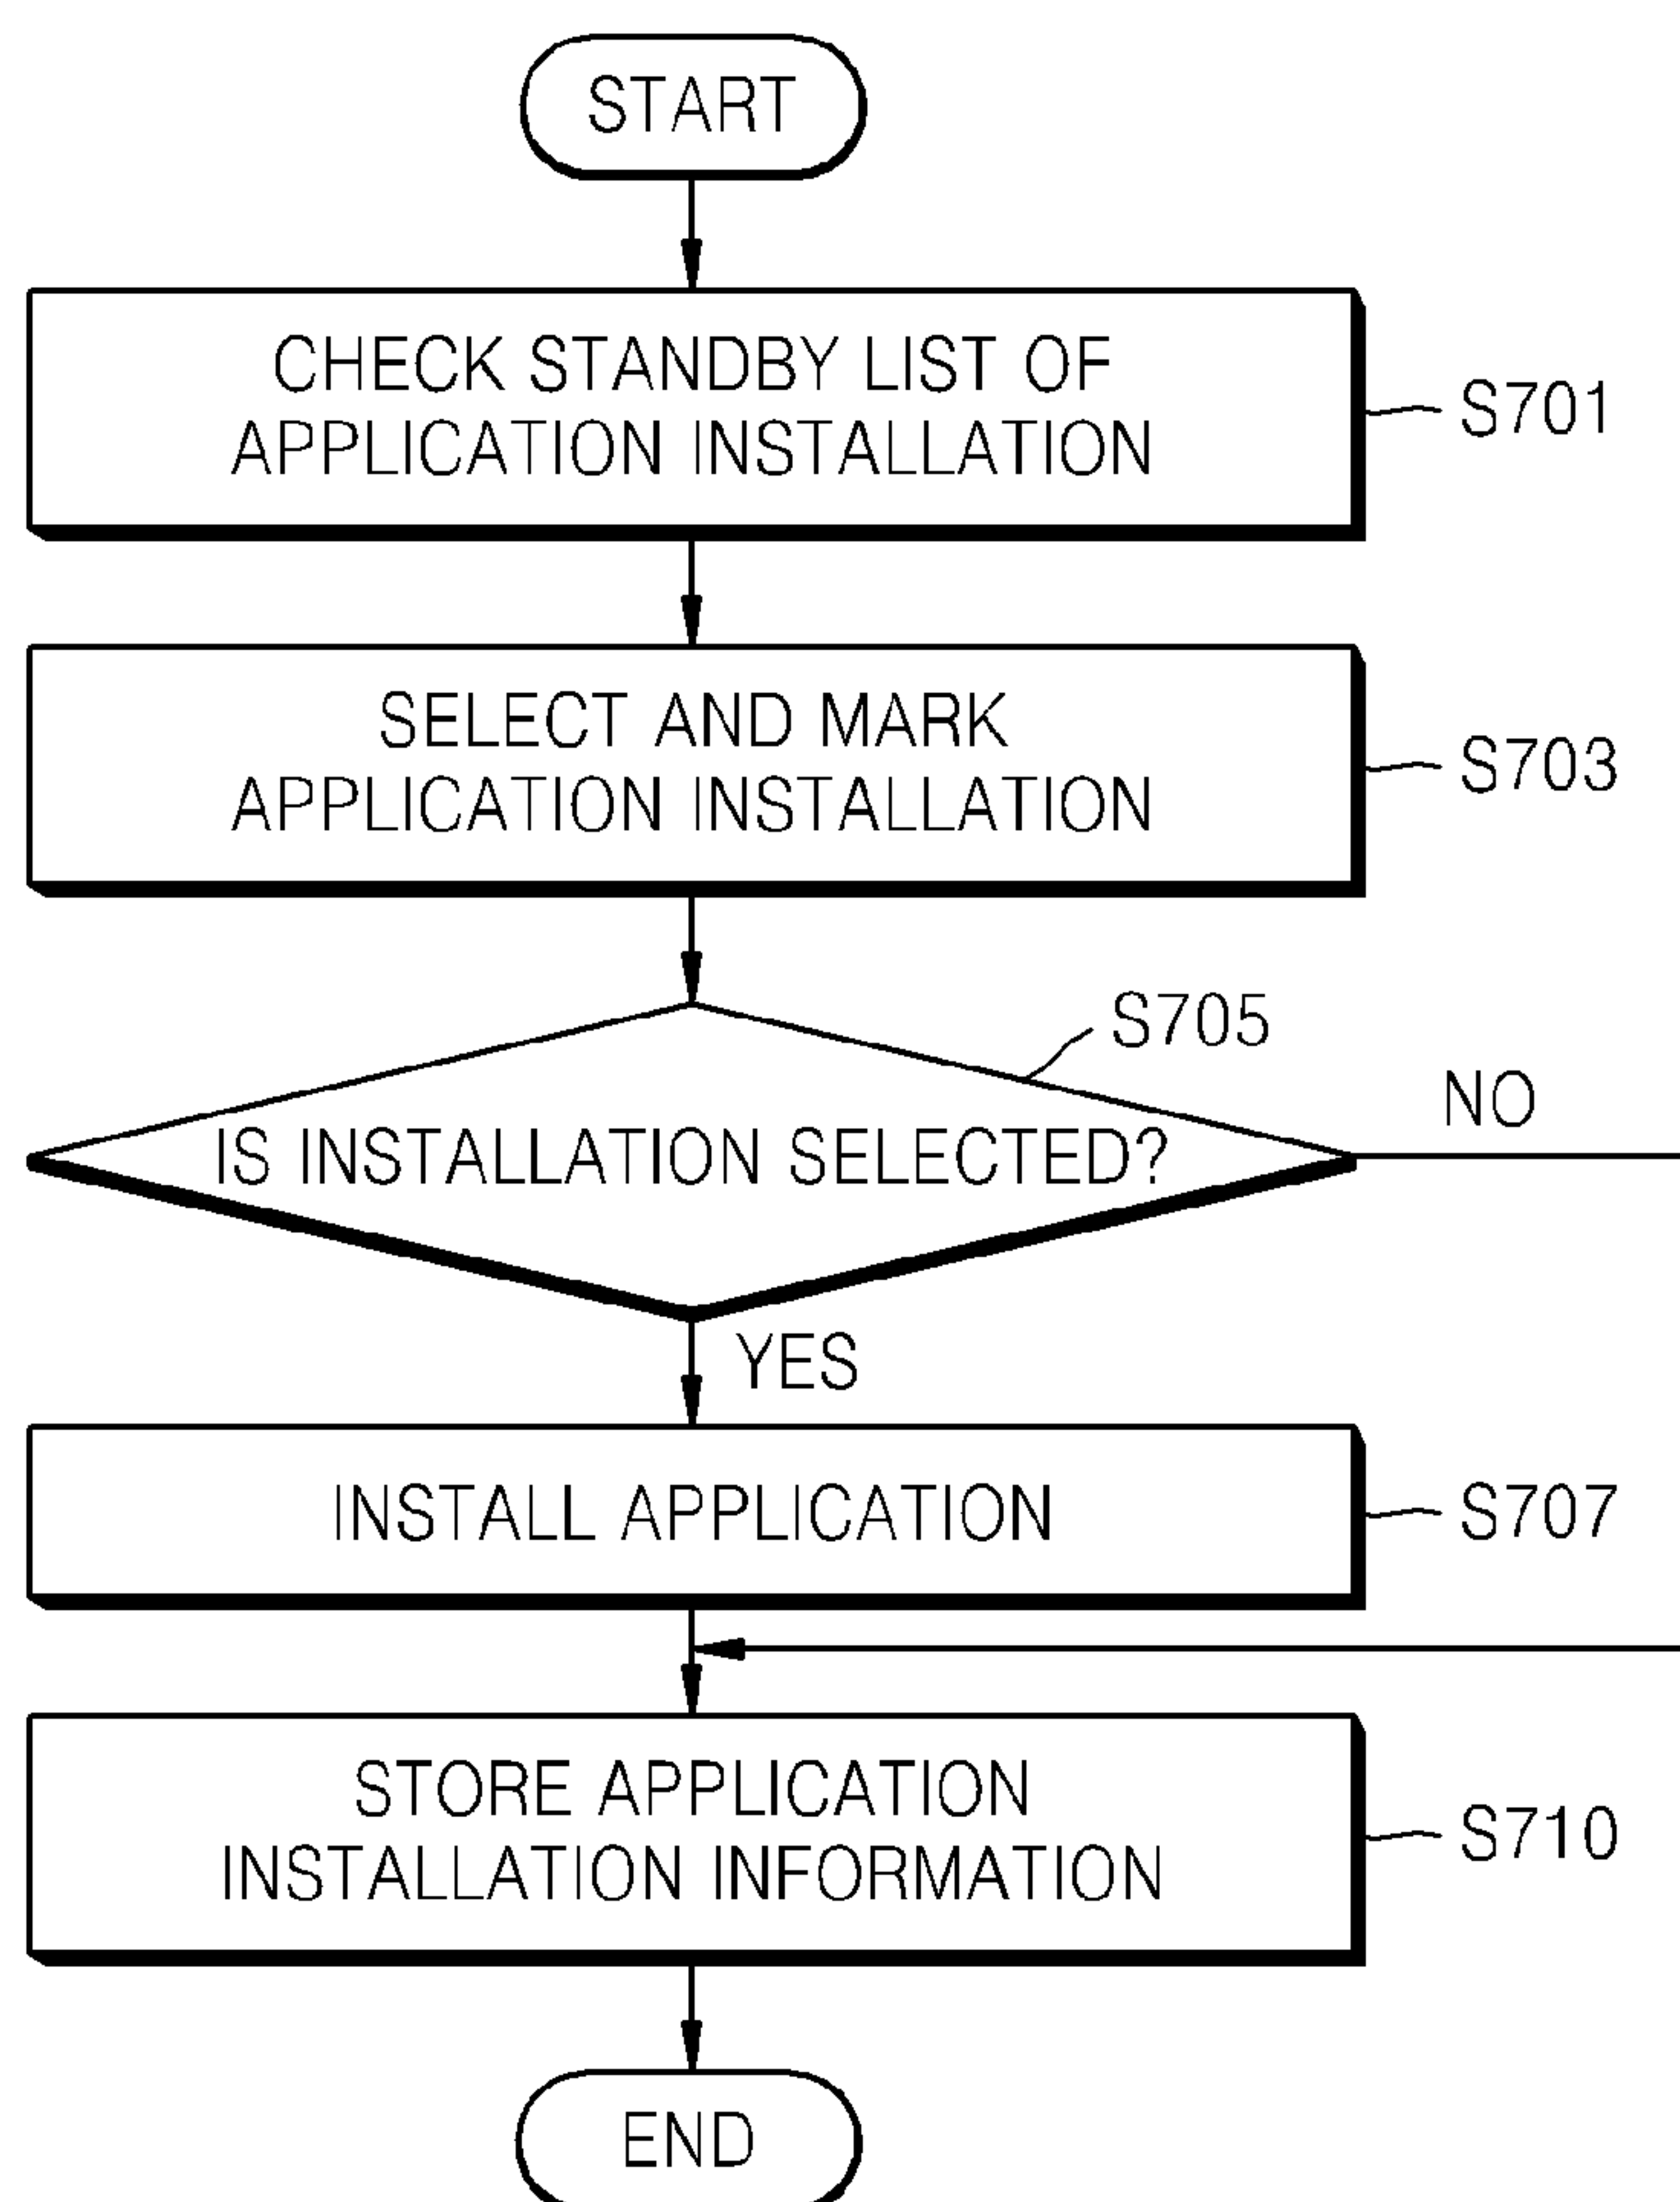 START
CHECK STANDBY LIST OF
APPLICATION INSTALLATION
S701
SELECT AND MARK
APPLICATION INSTALLATION
S703
S705
IS INSTALLATION SELECTED?
NO
YES
INSTALL APPLICATION
S707
STORE APPLICATION
INSTALLATION INFORMATION
S710
END